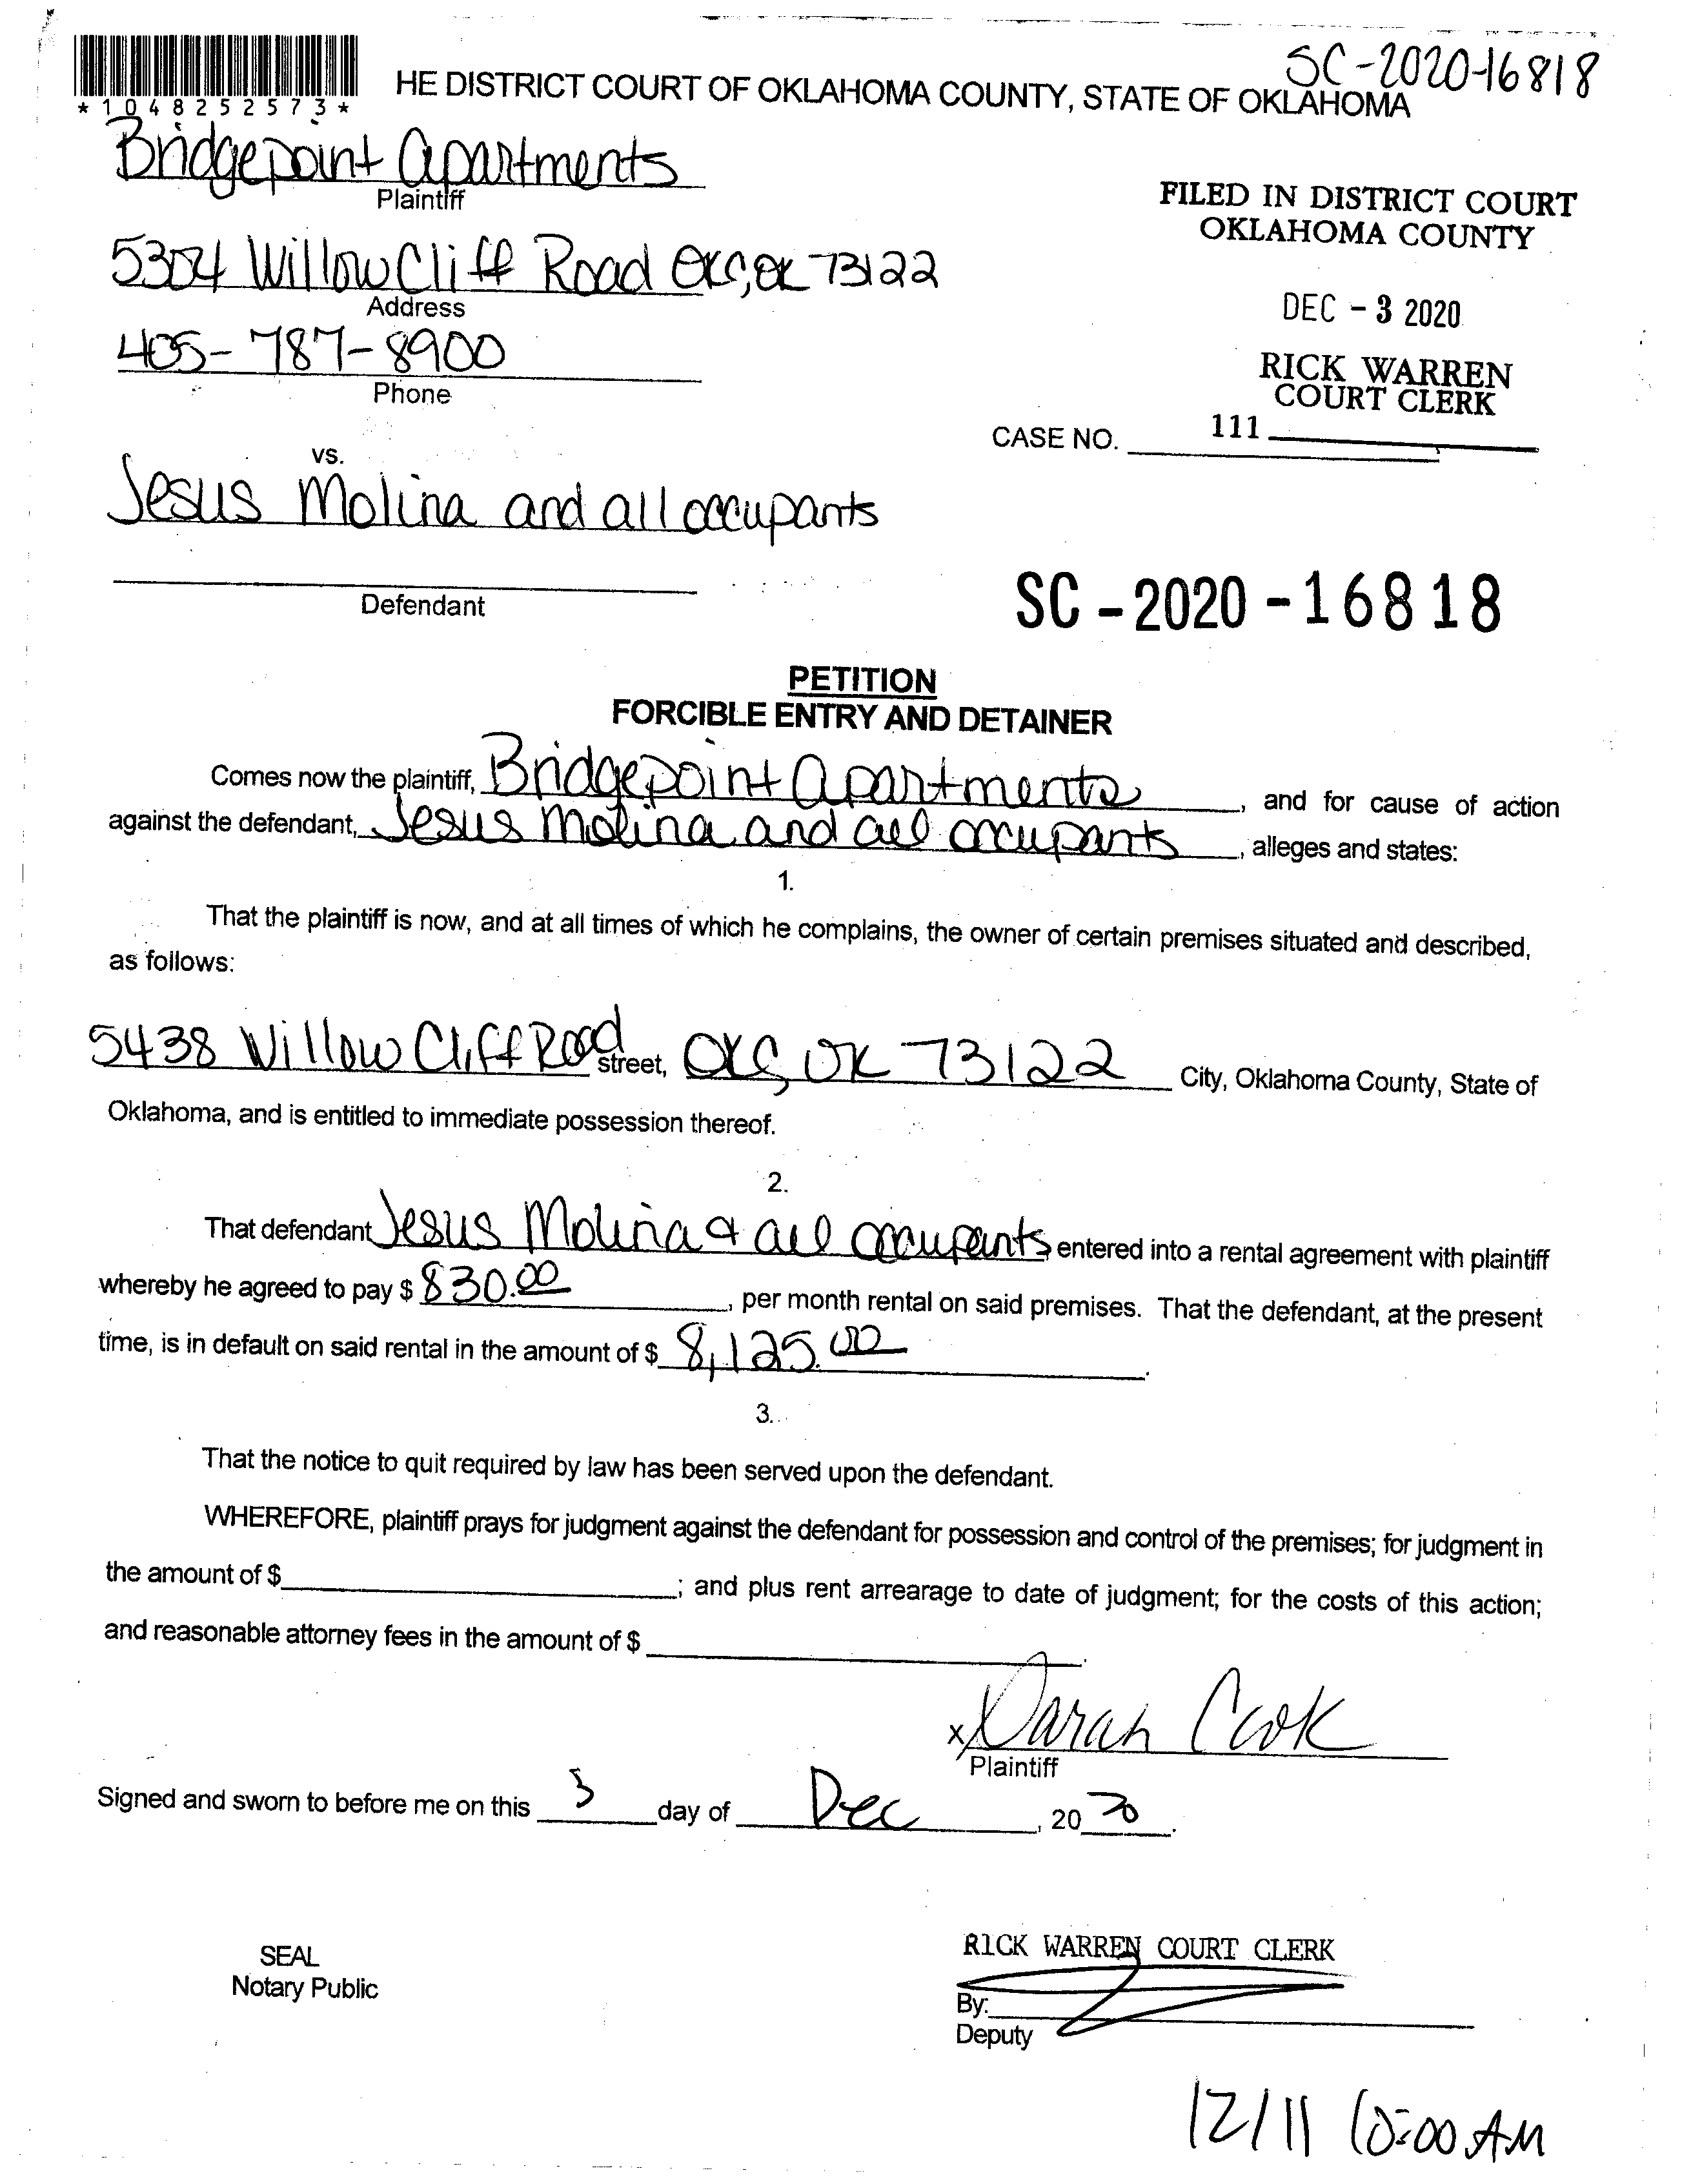 SC-2020-16818
*1048252573*
HE DISTRICT COURT OF OKLAHOMA COUNTY, STATE OF OKLAHOMA
Bridgepoint Apartments
Plaintiff
FILED IN DISTRICT COURT
OKLAHOMA COUNTY
5304 Willow Cliff Road OKC, OK 73122
Address
DEC - 3 2020
405-787-8900
Phone
RICK WARREN
COURT CLERK
CASE NO. 111
vs.
Jesus Molina and all occupants
Defendant
SC-2020-16818
PETITION
FORCIBLE ENTRY AND DETAINER
Comes now the plaintiff, Bridgepoint Apartments, and for cause of action
against the defendant, Jesus Molina and all occupants, alleges and states:
1.
That the plaintiff is now, and at all times of which he complains, the owner of certain premises situated and described,
as follows:
5438 Willow Cliff Road street, OKC, OK 73122 City, Oklahoma County, State of
Oklahoma, and is entitled to immediate possession thereof.
2.
That defendant Jesus Molina & all occupants entered into a rental agreement with plaintiff
whereby he agreed to pay $ 830.00, per month rental on said premises. That the defendant, at the present
time, is in default on said rental in the amount of $ 8,125.00.
3.
That the notice to quit required by law has been served upon the defendant.
WHEREFORE, plaintiff prays for judgment against the defendant for possession and control of the premises; for judgment in
the amount of $ ; and plus rent arrearage to date of judgment; for the costs of this action;
and reasonable attorney fees in the amount of $ .
x Cook
Plaintiff
Signed and sworn to before me on this 3 day of Dec, 20 20.
SEAL
Notary Public
RICK WARREN COURT CLERK
By:
Deputy
12/11 10:00 AM